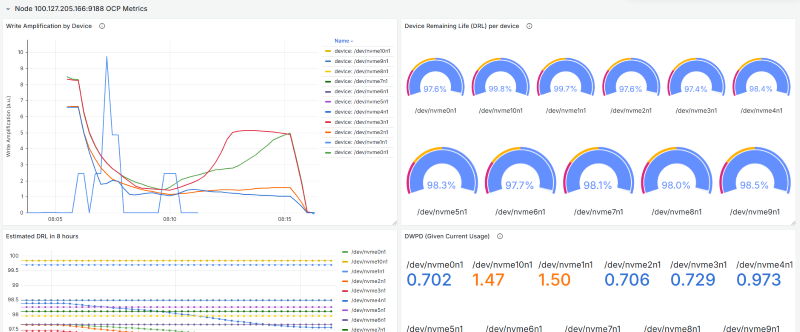 Node 100.127.205.166:9188 OCP Metrics
Write Amplification by Device
Write Amplification (a.u.)
10
9
8
7
6
5
4
3
2
1
0
08:05
08:10
08:15
Name
device: /dev/nvme10n1
device: /dev/nvme9n1
device: /dev/nvme8n1
device: /dev/nvme7n1
device: /dev/nvme6n1
device: /dev/nvme5n1
device: /dev/nvme4n1
device: /dev/nvme3n1
device: /dev/nvme2n1
device: /dev/nvme1n1
device: /dev/nvme0n1
Device Remaining Life (DRL) per device
97.6% 99.8% 99.7% 97.6% 97.4% 98.4%
/dev/nvme0n1 /dev/nvme10n1 /dev/nvme1n1 /dev/nvme2n1 /dev/nvme3n1 /dev/nvme4n1
98.3% 97.7% 98.1% 98.0% 98.5%
/dev/nvme5n1 /dev/nvme6n1 /dev/nvme7n1 /dev/nvme8n1 /dev/nvme9n1
Estimated DRL in 8 hours
100
99.5
99
98.5
98
97.5
/dev/nvme0n1
/dev/nvme10n1
/dev/nvme1n1
/dev/nvme2n1
/dev/nvme3n1
/dev/nvme4n1
/dev/nvme5n1
/dev/nvme6n1
/dev/nvme7n1
DWPD (Given Current Usage)
/dev/nvme0n1 /dev/nvme10n1 /dev/nvme1n1 /dev/nvme2n1 /dev/nvme3n1 /dev/nvme4n1
0.702 1.47 1.50 0.706 0.729 0.973
/dev/nvme5n1 /dev/nvme6n1 /dev/nvme7n1 /dev/nvme8n1 /dev/nvme9n1